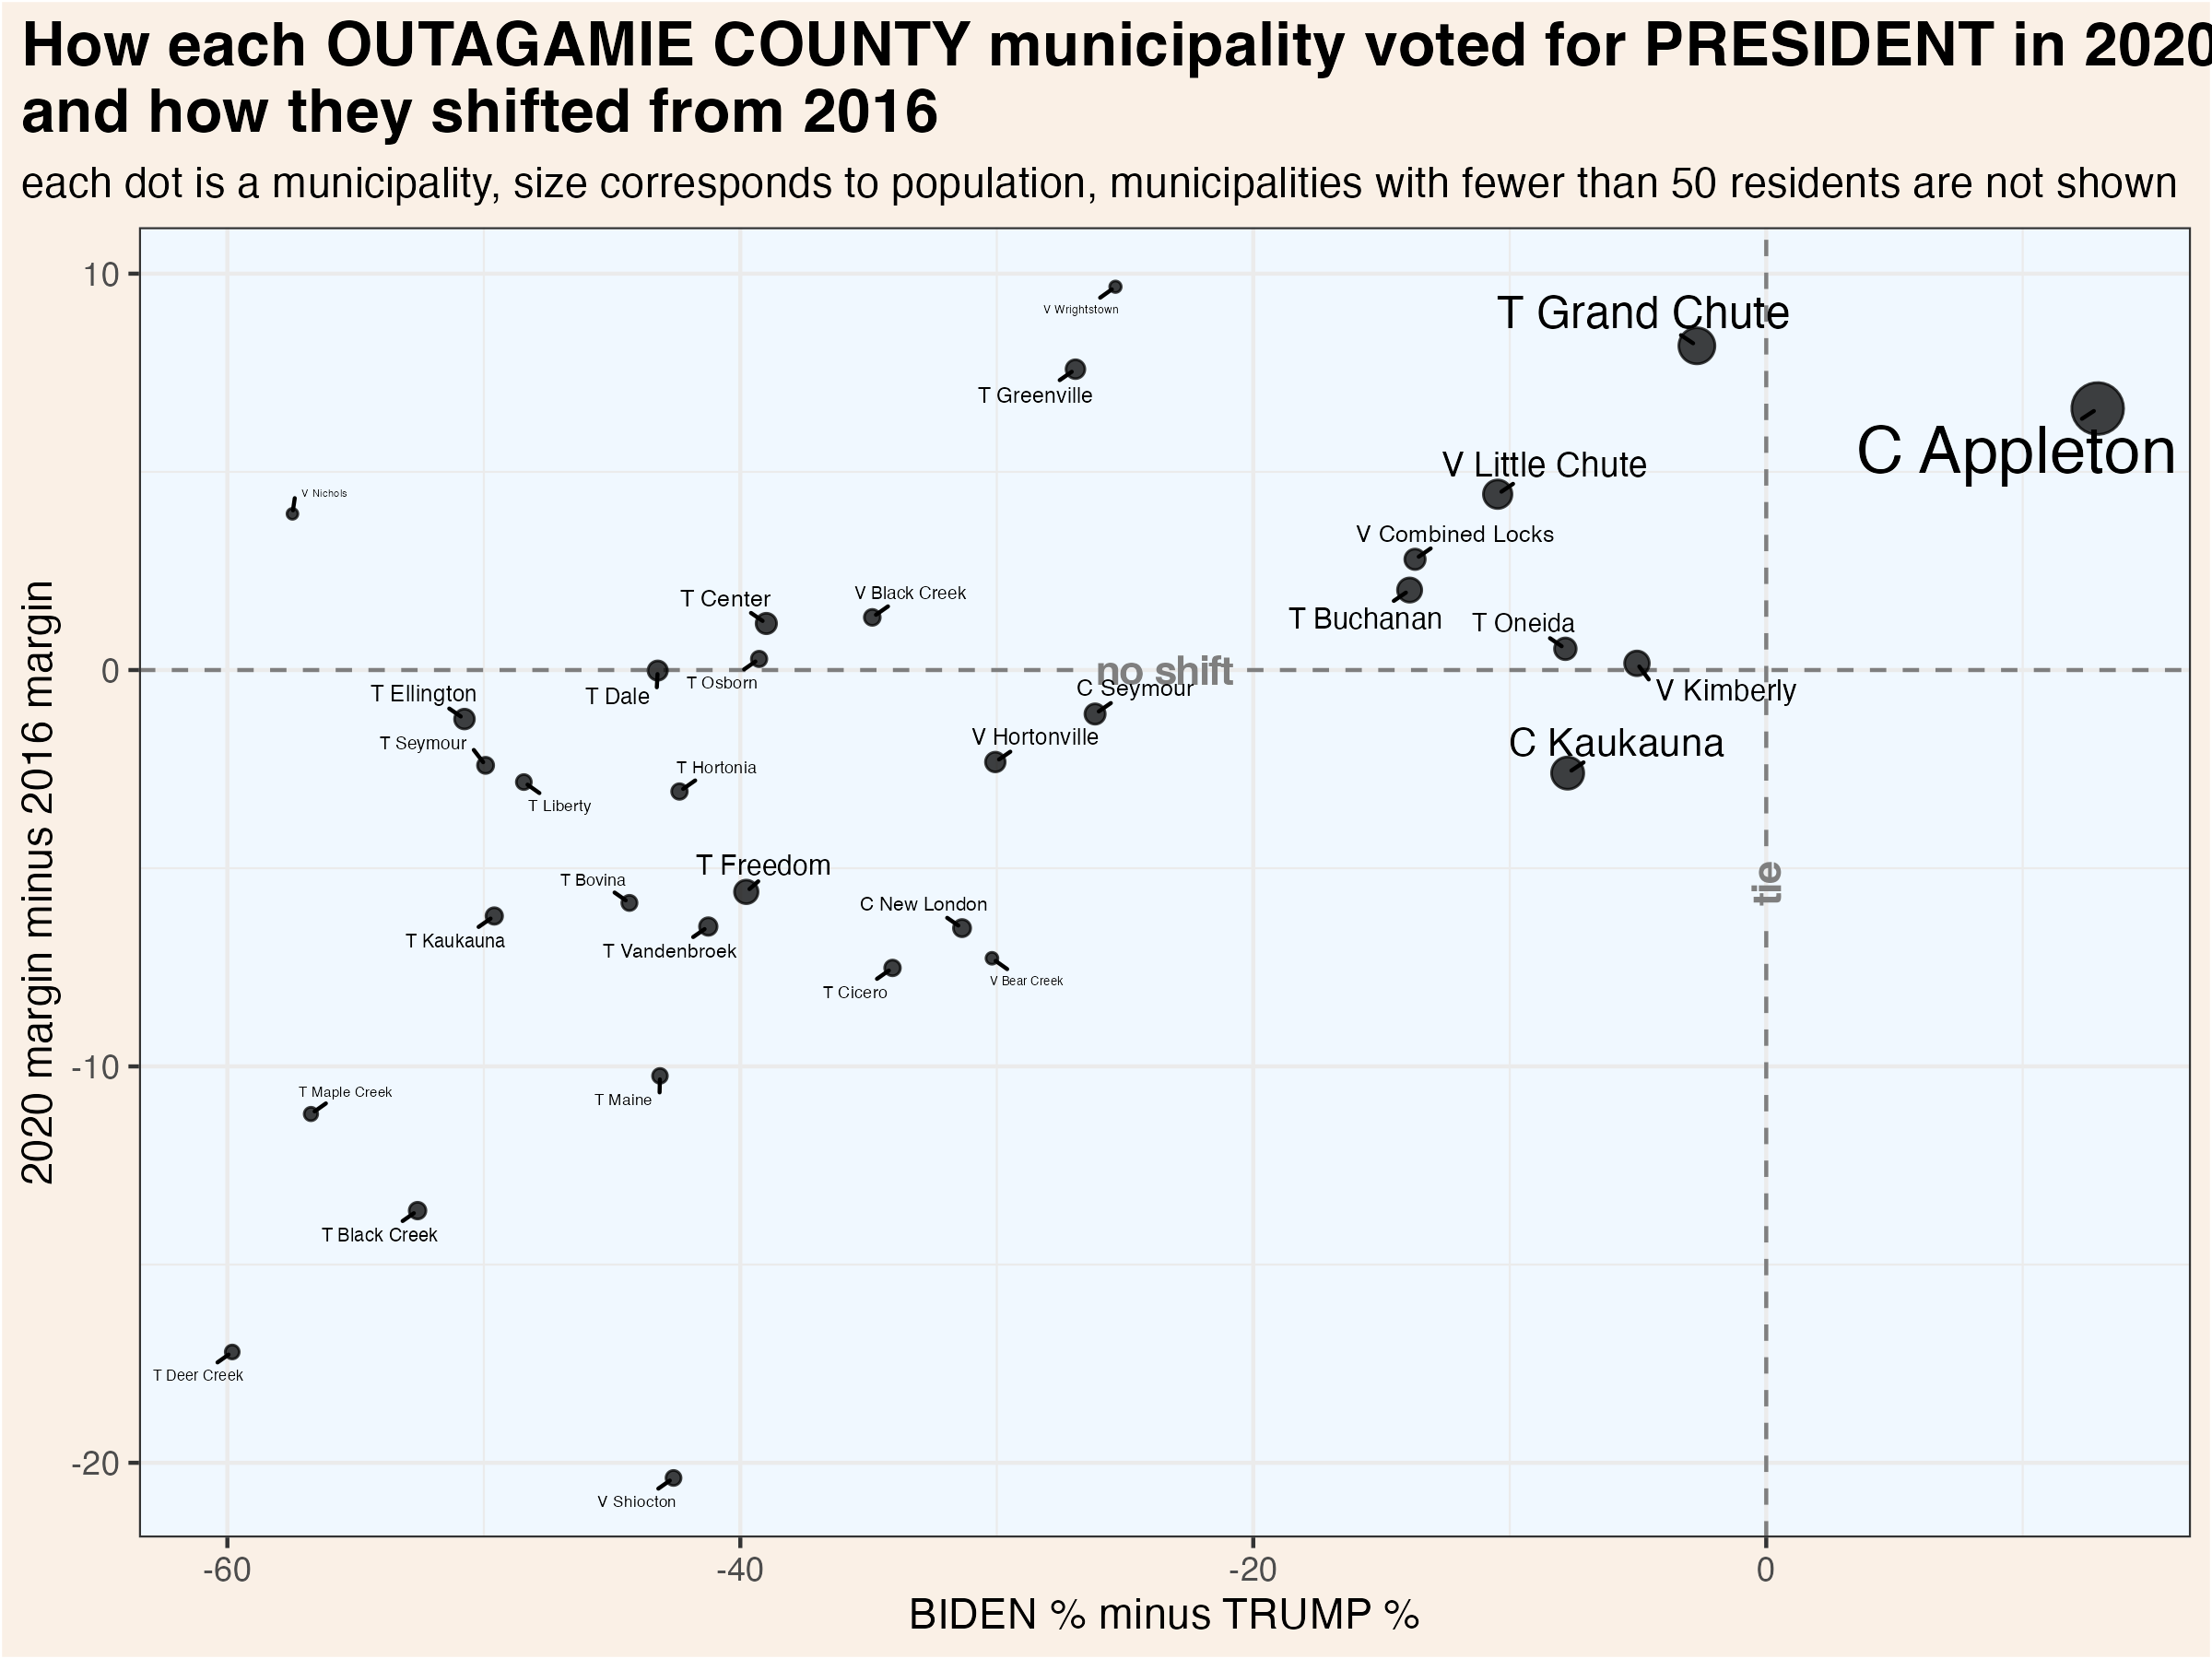 How each OUTAGAMIE COUNTY municipality voted for PRESIDENT in 2020
and how they shifted from 2016
each dot is a municipality, size corresponds to population, municipalities with fewer than 50 residents are not shown
2020 margin minus 2016 margin
10
0
-10
-20
V Wrightstown
T Grand Chute
T Greenville
C Appleton
V Little Chute
V Nichols
V Combined Locks
V Black Creek
T Center
T Buchanan
T Oneida
no shift
T Osborn
C Seymour
V Kimberly
T Ellington
T Dale
V Hortonville
T Seymour
C Kaukauna
T Hortonia
T Liberty
T Freedom
T Bovina
tie
C New London
T Kaukauna
T Vandenbroek
V Bear Creek
T Cicero
T Maple Creek
T Maine
T Black Creek
T Deer Creek
V Shiocton
-60
-40
-20
0
BIDEN % minus TRUMP %